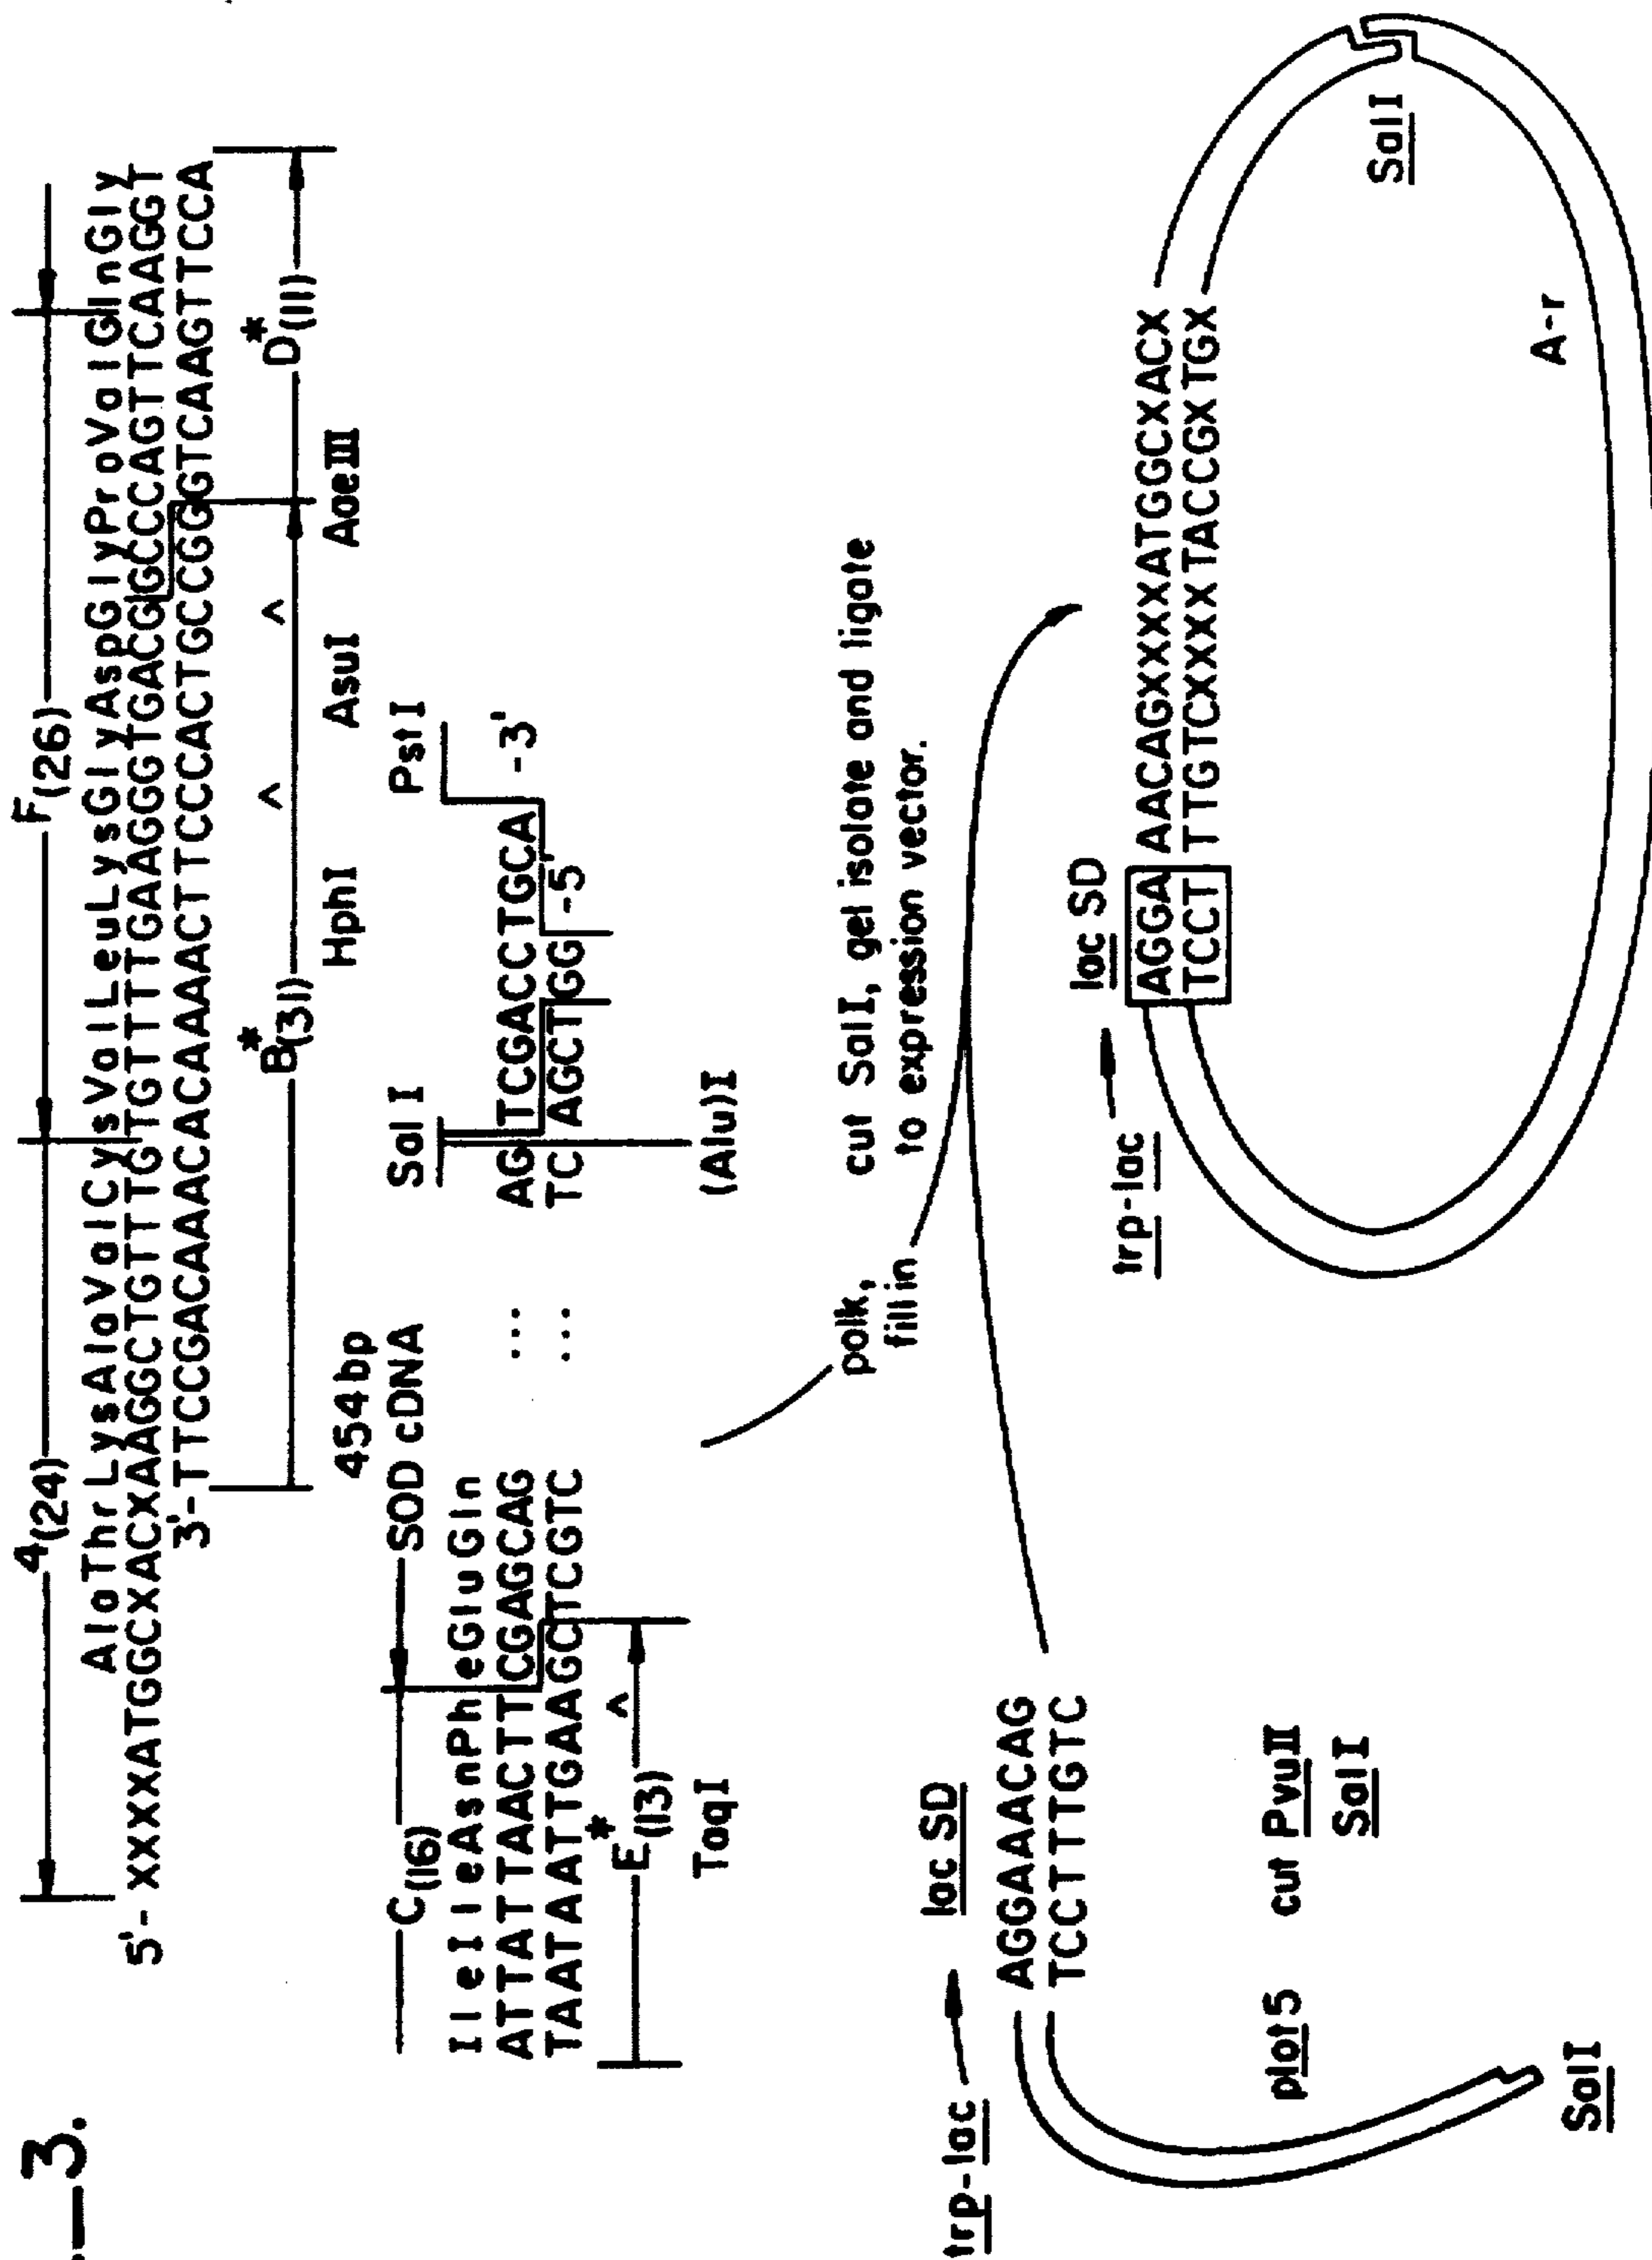 3.
4(24) F(26)
AlaThrLysAlaValCysValLeuLysGlyAspGlyProValGlnGly
5'- XXXXATGGCXACXAAGGCTGTTTGTGTTTTGAAGGGTGACGGCCCAGTTCAAGGT
3'-TTCCGACAAACACAAAACTTCCCACTGCCGGGTCAAGTTCCA
B*(31) ^ ^ D*(11)
HphI AsuI AoeIII
454bp
C(16) SOD cDNA SalI PstI
IleIleAsnPheGluGln
ATTATTAACTTCGAGCAG ... AGTCGACCTGCA -3'
TAATAATTGAAGCTCGTC ... TCAGCTGG -5'
E*(13) ^
TaqI (Alu)I
polk,
fill in
cut SalI, gel isolate and ligate
to expression vector.
trp-lac lac SD
AGGAAACAG
TCCTTTGTC
plot5 cut PvuII
SalI
SalI
trp-lac lac SD
AGGA AACAGXXXXATGGCXACX
TCCT TTGTCXXXXTACCGXTGX
SalI
A-r